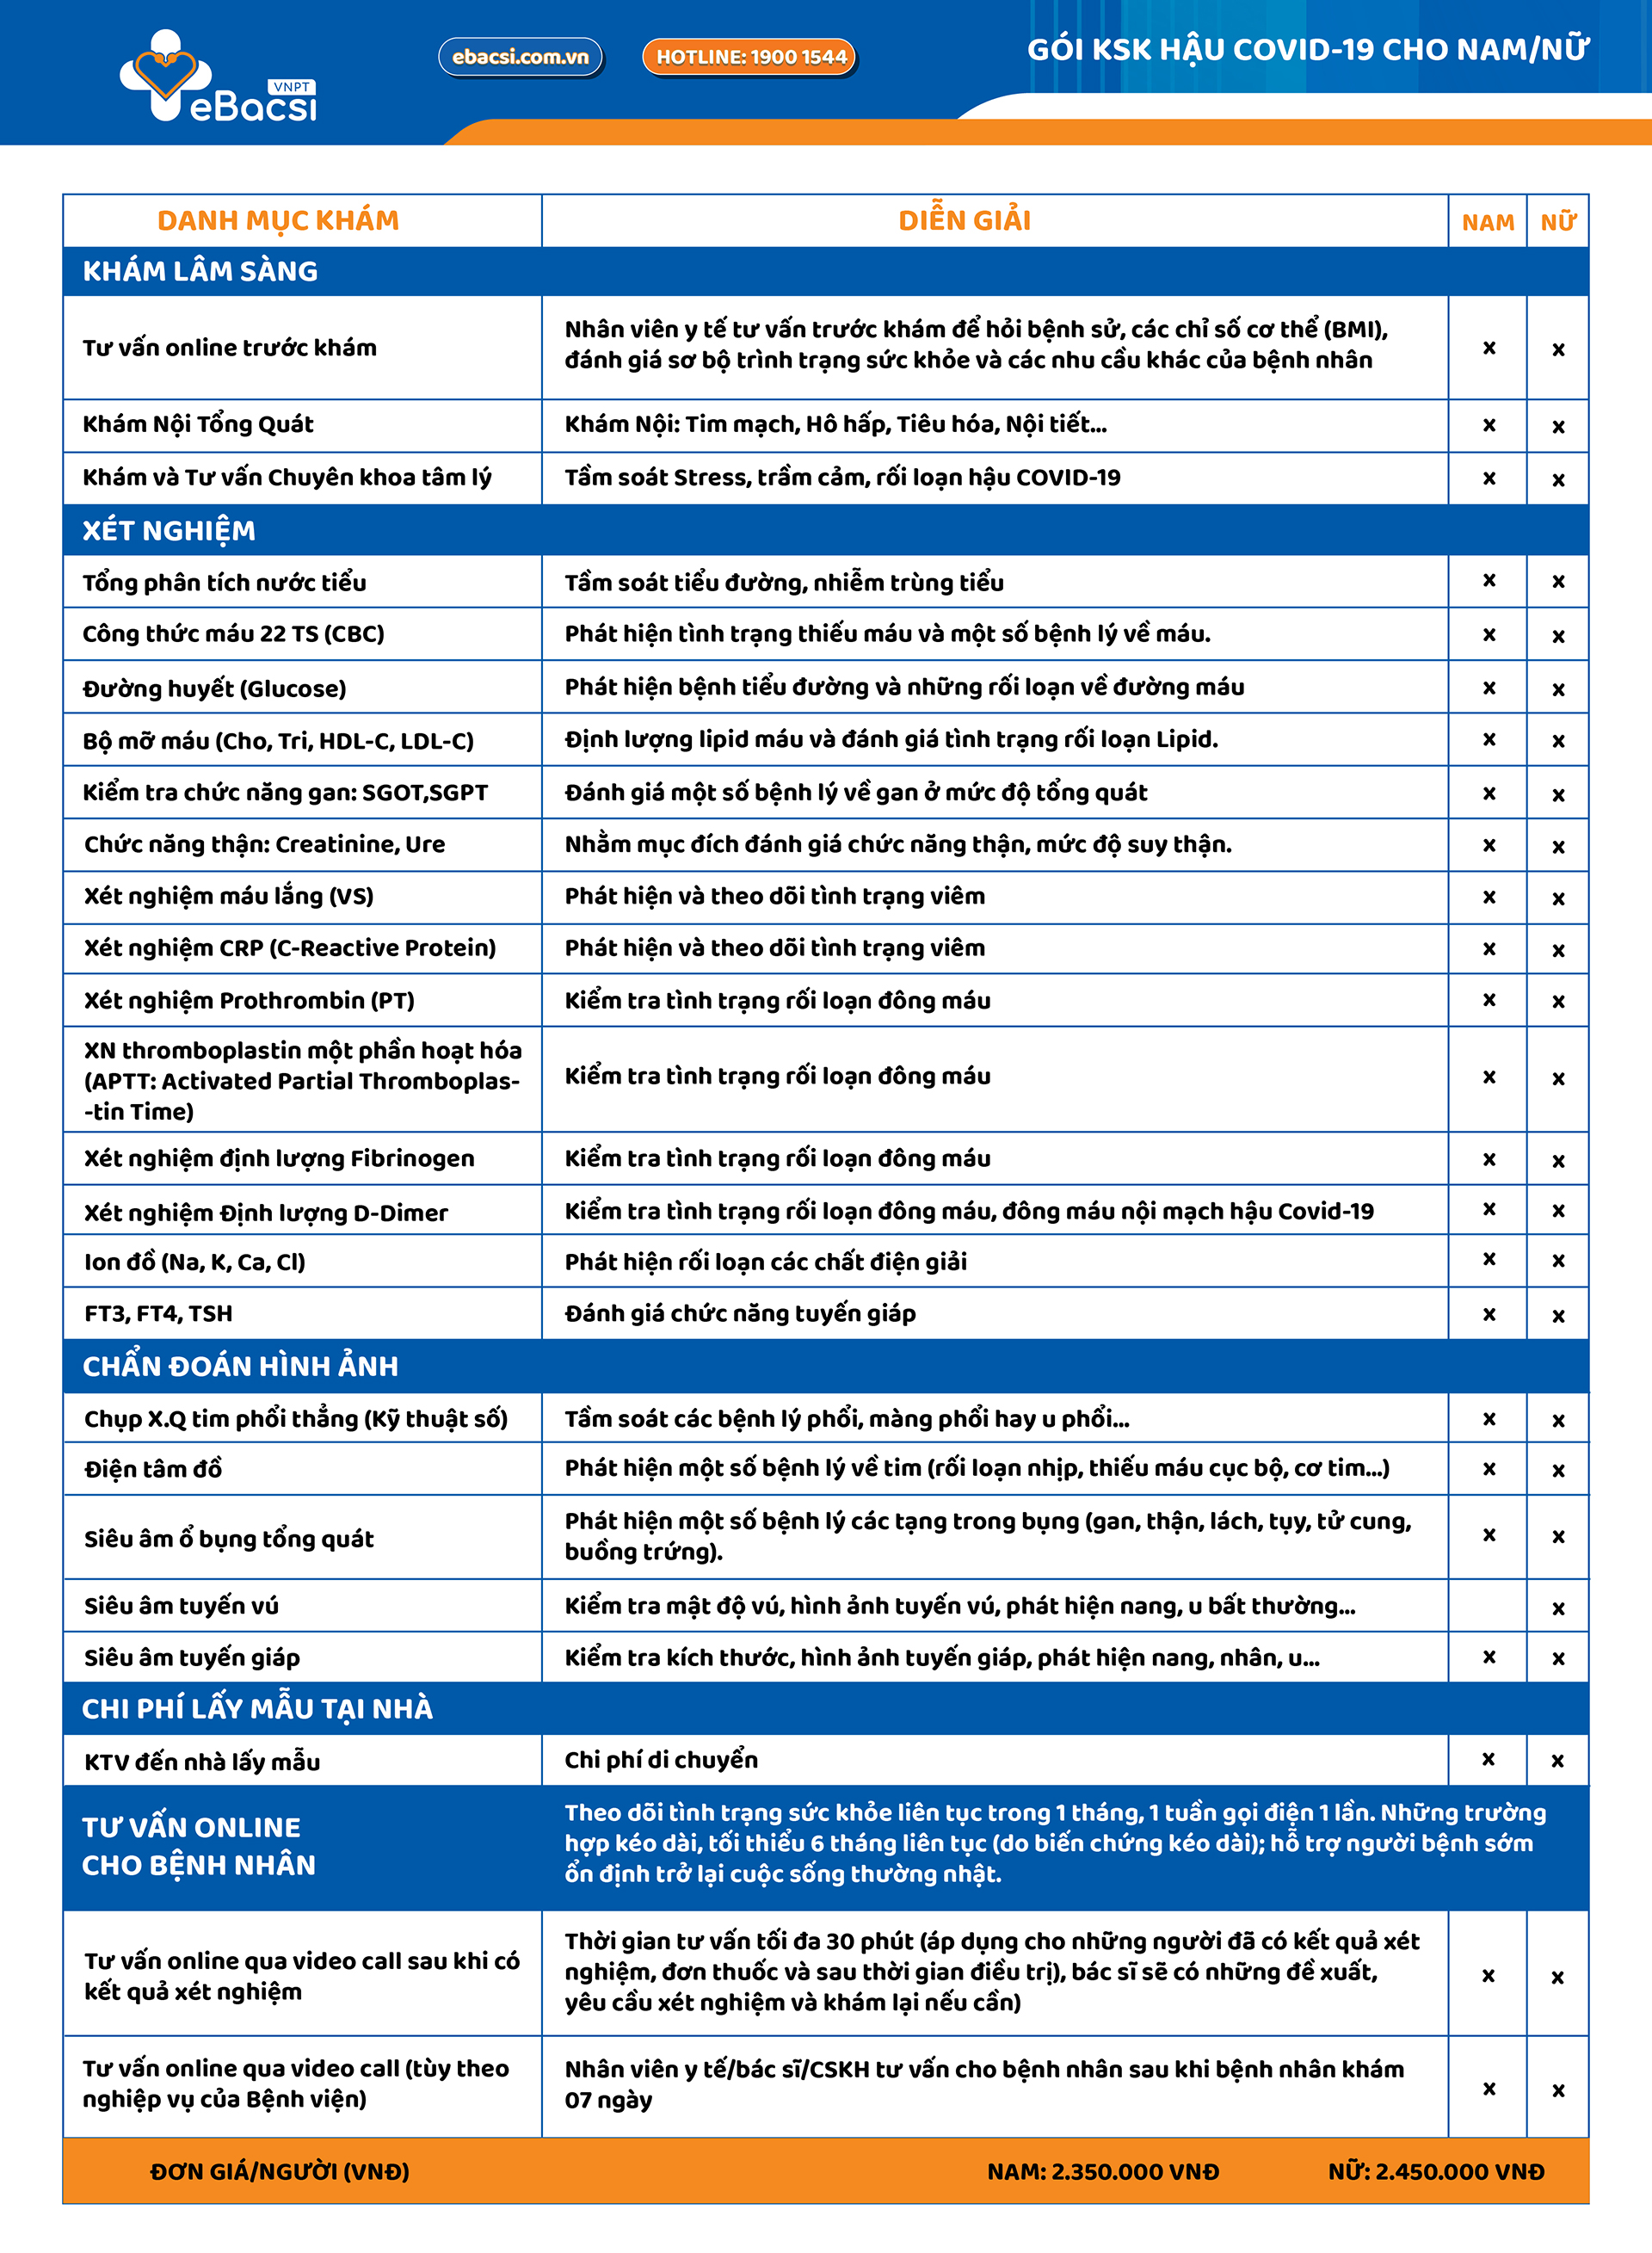 VNPT
eBacsi
ebacsi.com.vn
HOTLINE: 1900 1544
GÓI KSK HẬU COVID-19 CHO NAM/NỮ
DANH MỤC KHÁM
DIỄN GIẢI
NAM
NỮ
KHÁM LÂM SÀNG
Tư vấn online trước khám
Nhân viên y tế tư vấn trước khám để hỏi bệnh sử, các chỉ số cơ thể (BMI),
đánh giá sơ bộ trình trạng sức khỏe và các nhu cầu khác của bệnh nhân
x
x
Khám Nội Tổng Quát
Khám Nội: Tim mạch, Hô hấp, Tiêu hóa, Nội tiết...
x
x
Khám và Tư vấn Chuyên khoa tâm lý
Tầm soát Stress, trầm cảm, rối loạn hậu COVID-19
x
x
XÉT NGHIỆM
Tổng phân tích nước tiểu
Tầm soát tiểu đường, nhiễm trùng tiểu
x
x
Công thức máu 22 TS (CBC)
Phát hiện tình trạng thiếu máu và một số bệnh lý về máu.
x
x
Đường huyết (Glucose)
Phát hiện bệnh tiểu đường và những rối loạn về đường máu
x
x
Bộ mỡ máu (Cho, Tri, HDL-C, LDL-C)
Định lượng lipid máu và đánh giá tình trạng rối loạn Lipid.
x
x
Kiểm tra chức năng gan: SGOT,SGPT
Đánh giá một số bệnh lý về gan ở mức độ tổng quát
x
x
Chức năng thận: Creatinine, Ure
Nhằm mục đích đánh giá chức năng thận, mức độ suy thận.
x
x
Xét nghiệm máu lắng (VS)
Phát hiện và theo dõi tình trạng viêm
x
x
Xét nghiệm CRP (C-Reactive Protein)
Phát hiện và theo dõi tình trạng viêm
x
x
Xét nghiệm Prothrombin (PT)
Kiểm tra tình trạng rối loạn đông máu
x
x
XN thromboplastin một phần hoạt hóa
(APTT: Activated Partial Thromboplas-
-tin Time)
Kiểm tra tình trạng rối loạn đông máu
x
x
Xét nghiệm định lượng Fibrinogen
Kiểm tra tình trạng rối loạn đông máu
x
x
Xét nghiệm Định lượng D-Dimer
Kiểm tra tình trạng rối loạn đông máu, đông máu nội mạch hậu Covid-19
x
x
Ion đồ (Na, K, Ca, Cl)
Phát hiện rối loạn các chất điện giải
x
x
FT3, FT4, TSH
Đánh giá chức năng tuyến giáp
x
x
CHẨN ĐOÁN HÌNH ẢNH
Chụp X.Q tim phổi thẳng (Kỹ thuật số)
Tầm soát các bệnh lý phổi, màng phổi hay u phổi...
x
x
Điện tâm đồ
Phát hiện một số bệnh lý về tim (rối loạn nhịp, thiếu máu cục bộ, cơ tim...)
x
x
Siêu âm ổ bụng tổng quát
Phát hiện một số bệnh lý các tạng trong bụng (gan, thận, lách, tụy, tử cung,
buồng trứng).
x
x
Siêu âm tuyến vú
Kiểm tra mật độ vú, hình ảnh tuyến vú, phát hiện nang, u bất thường...
x
Siêu âm tuyến giáp
Kiểm tra kích thước, hình ảnh tuyến giáp, phát hiện nang, nhân, u...
x
x
CHI PHÍ LẤY MẪU TẠI NHÀ
KTV đến nhà lấy mẫu
Chi phí di chuyển
x
x
TƯ VẤN ONLINE
CHO BỆNH NHÂN
Theo dõi tình trạng sức khỏe liên tục trong 1 tháng, 1 tuần gọi điện 1 lần. Những trường
hợp kéo dài, tối thiểu 6 tháng liên tục (do biến chứng kéo dài); hỗ trợ người bệnh sớm
ổn định trở lại cuộc sống thường nhật.
Tư vấn online qua video call sau khi có
kết quả xét nghiệm
Thời gian tư vấn tối đa 30 phút (áp dụng cho những người đã có kết quả xét
nghiệm, đơn thuốc và sau thời gian điều trị), bác sĩ sẽ có những đề xuất,
yêu cầu xét nghiệm và khám lại nếu cần)
x
x
Tư vấn online qua video call (tùy theo
nghiệp vụ của Bệnh viện)
Nhân viên y tế/bác sĩ/CSKH tư vấn cho bệnh nhân sau khi bệnh nhân khám
07 ngày
x
x
ĐƠN GIÁ/NGƯỜI (VNĐ)
NAM: 2.350.000 VNĐ
NỮ: 2.450.000 VNĐ